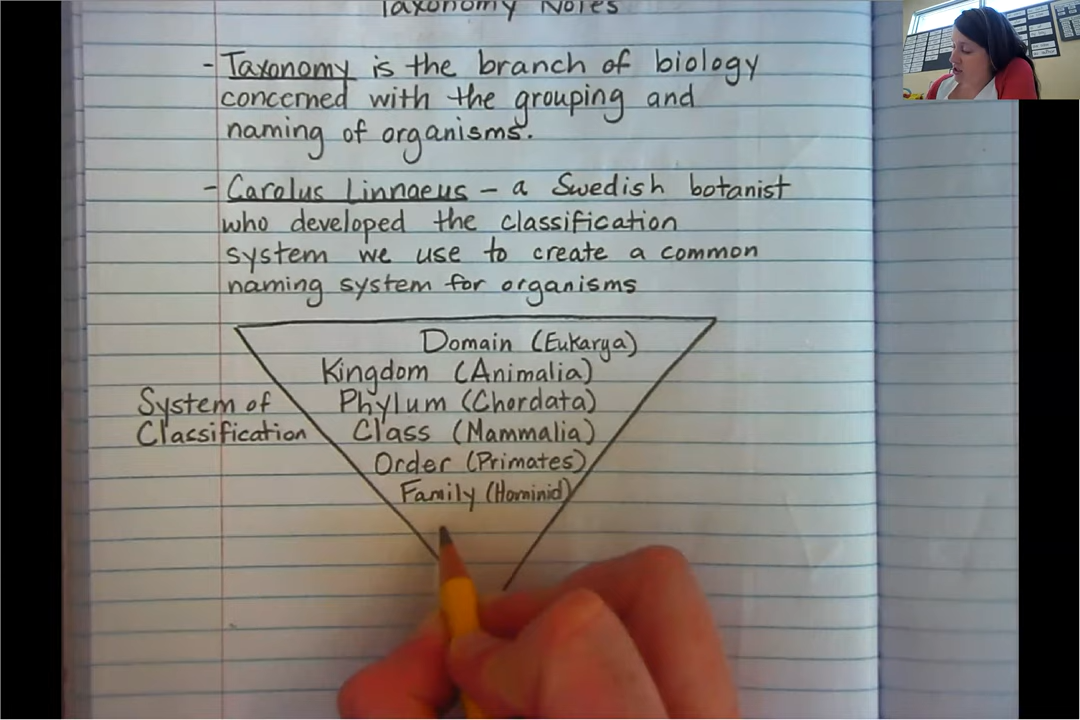 Taxonomy Notes
- Taxonomy is the branch of biology
concerned with the grouping and
naming of organisms.
- Carolus Linnaeus - a Swedish botanist
who developed the classification
system we use to create a common
naming system for organisms
Domain (Eukarya)
Kingdom (Animalia)
System of Phylum (Chordata)
Classification Class (Mammalia)
Order (Primates)
Family (Hominid)